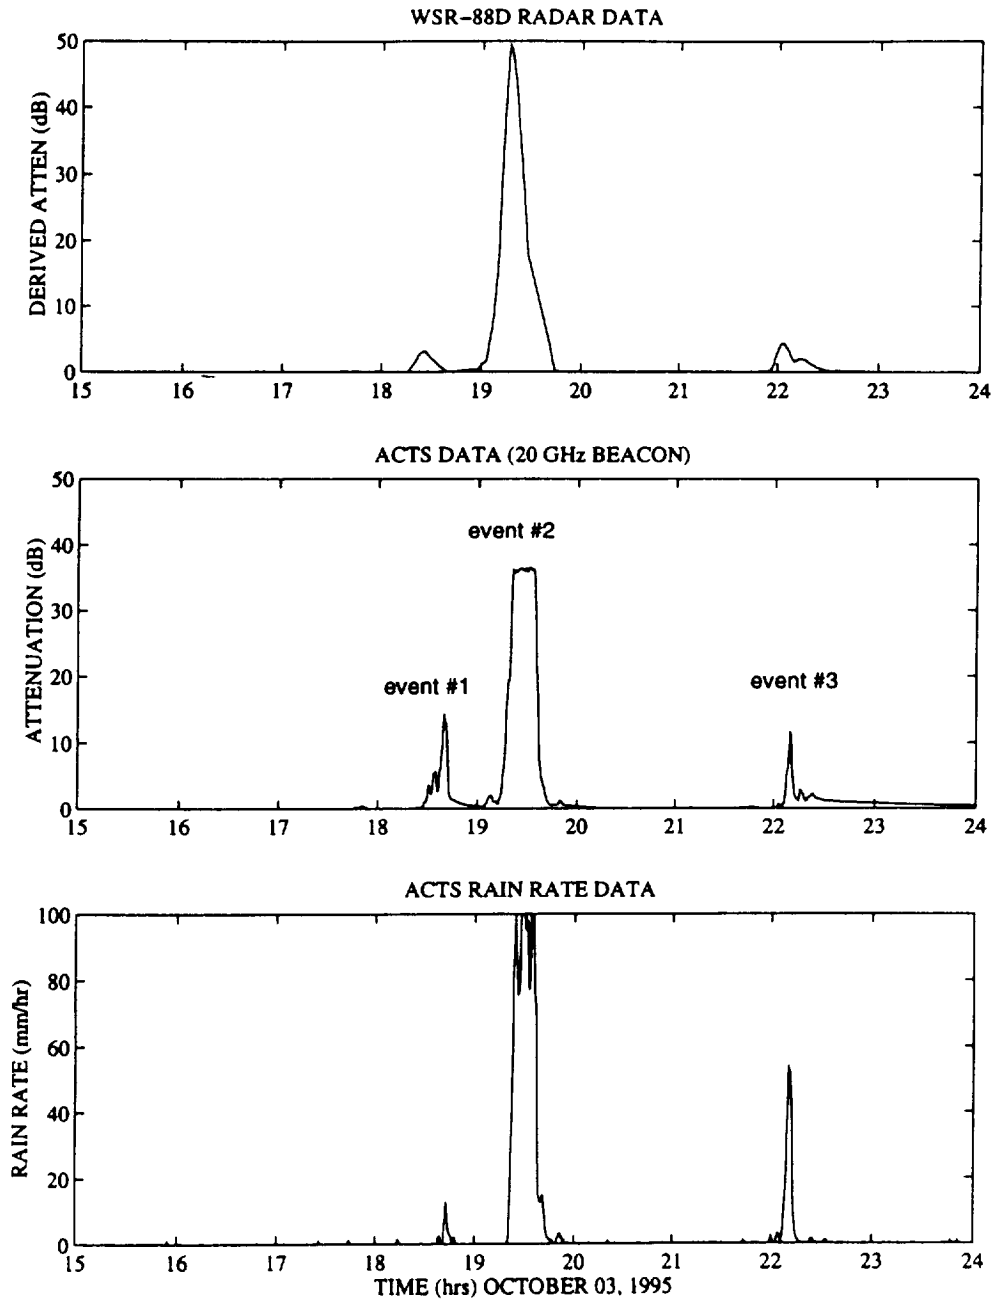 WSR-88D RADAR DATA
DERIVED ATTEN (dB)
50
40
30
20
10
0
15 16 17 18 19 20 21 22 23 24
ACTS DATA (20 GHz BEACON)
ATTENUATION (dB)
50
40
30
20
10
0
event #2
event #1
event #3
15 16 17 18 19 20 21 22 23 24
ACTS RAIN RATE DATA
RAIN RATE (mm/hr)
100
80
60
40
20
0
15 16 17 18 19 20 21 22 23 24
TIME (hrs) OCTOBER 03, 1995